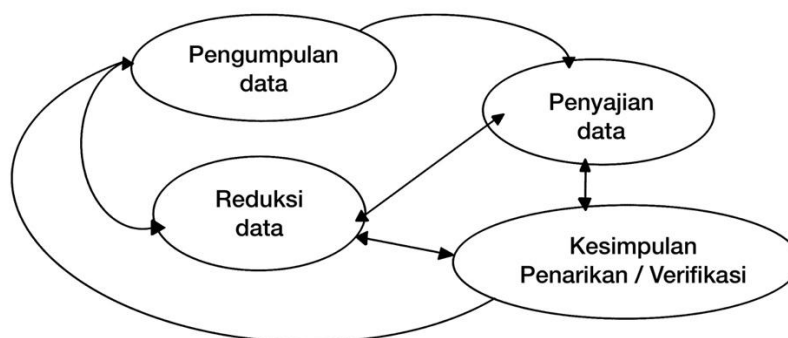 Pengumpulan
data
Penyajian
data
Reduksi
data
Kesimpulan
Penarikan / Verifikasi